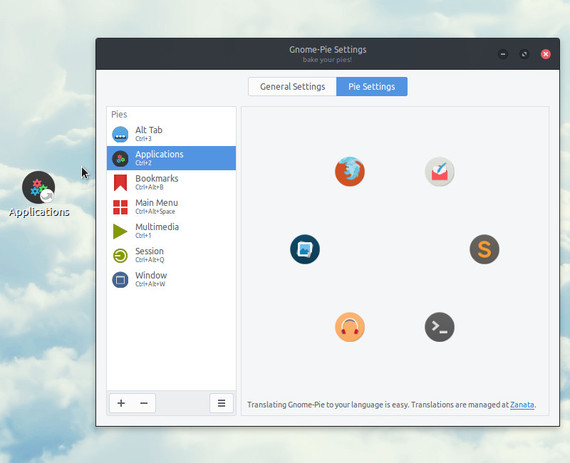 Gnome-Pie Settings
bake your pies!
General Settings
Pie Settings
Pies
Alt Tab
Ctrl+3
Applications
Ctrl+2
Bookmarks
Ctrl+Alt+B
Main Menu
Ctrl+Alt+Space
Multimedia
Ctrl+1
Session
Ctrl+Alt+Q
Window
Ctrl+Alt+W
Applications
S
>_
Translating Gnome-Pie to your language is easy. Translations are managed at Zanata.